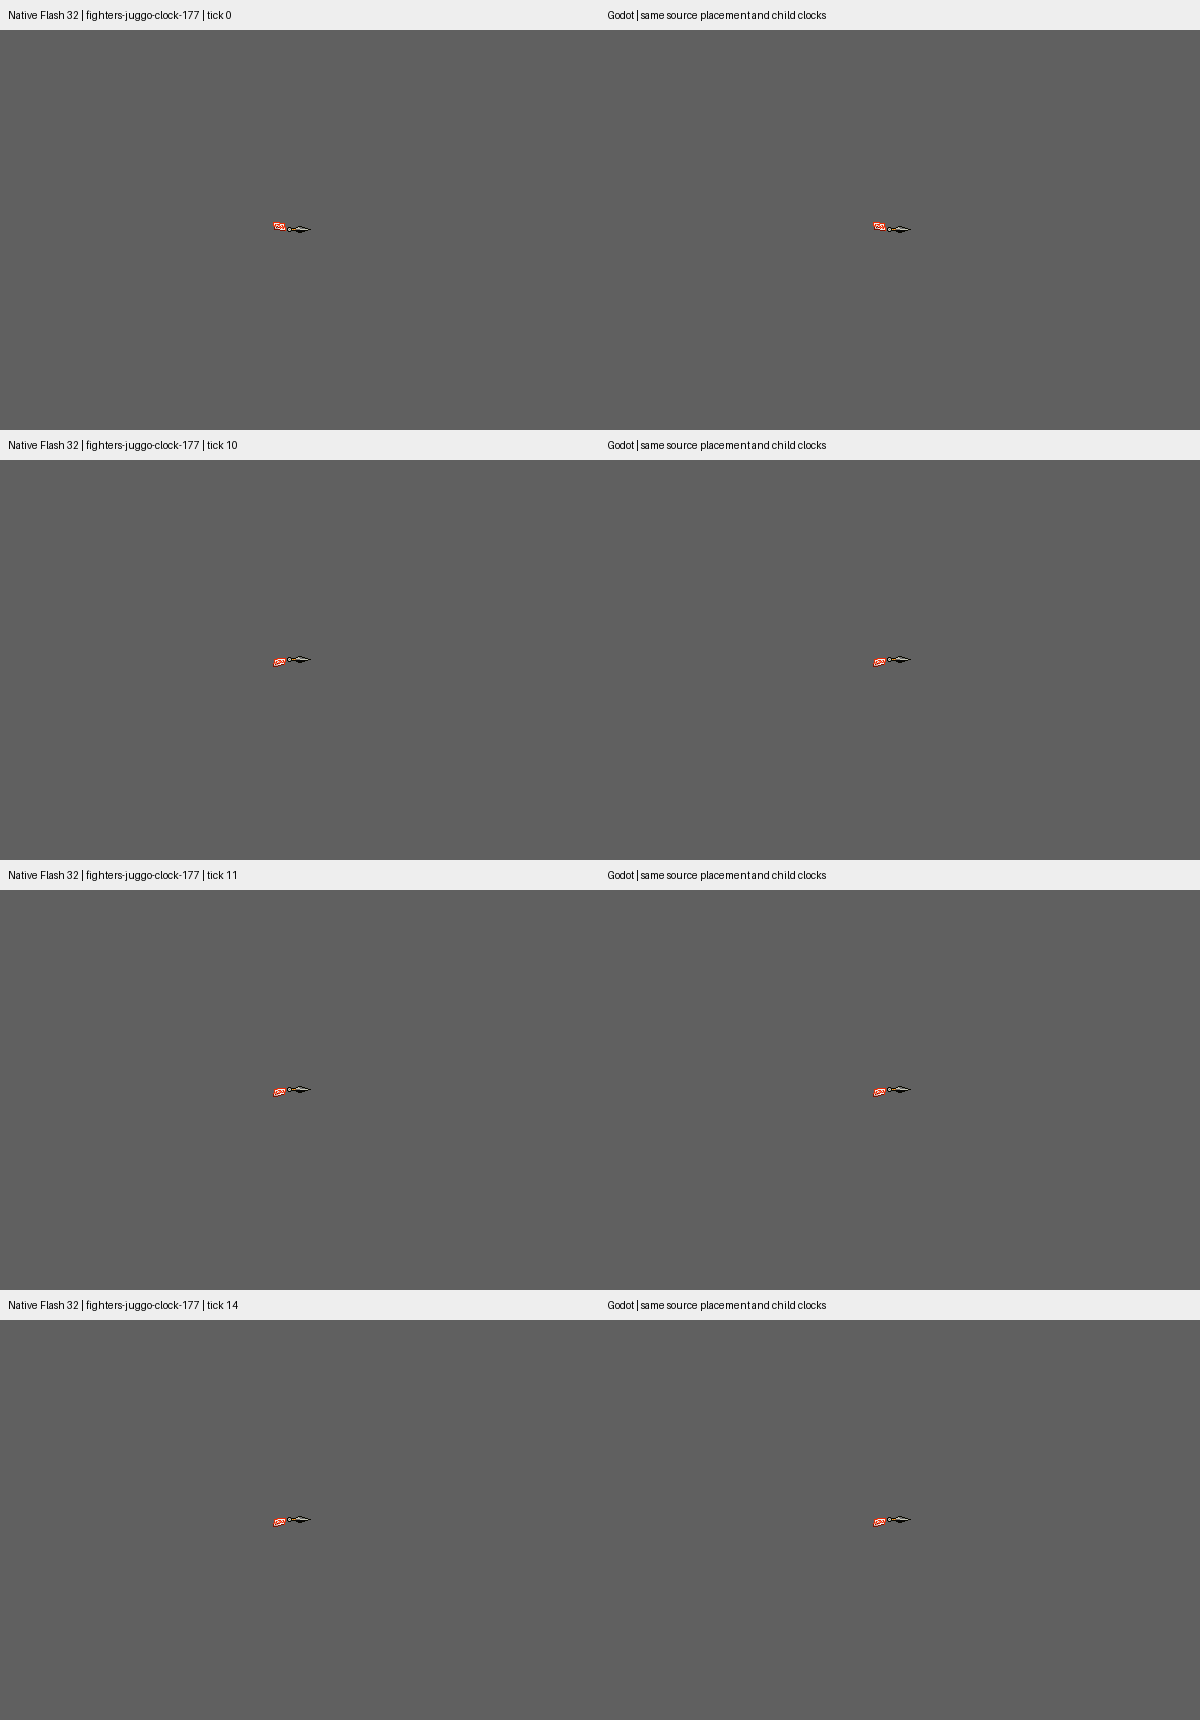 Native Flash 32 | fighters-juggo-clock-177 | tick 0
Godot | same source placement and child clocks
Native Flash 32 | fighters-juggo-clock-177 | tick 10
Godot | same source placement and child clocks
Native Flash 32 | fighters-juggo-clock-177 | tick 11
Godot | same source placement and child clocks
Native Flash 32 | fighters-juggo-clock-177 | tick 14
Godot | same source placement and child clocks